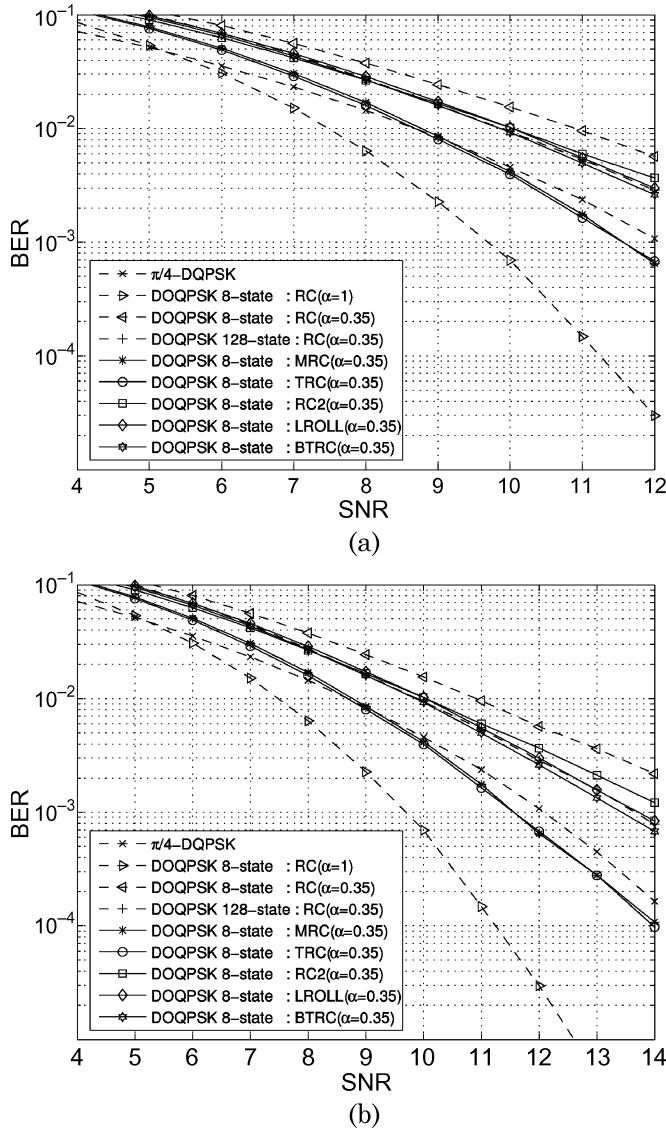 10⁻¹
10⁻²
10⁻³
10⁻⁴
BER
π/4−DQPSK
DOQPSK 8−state : RC(α=1)
DOQPSK 8−state : RC(α=0.35)
DOQPSK 128−state : RC(α=0.35)
DOQPSK 8−state : MRC(α=0.35)
DOQPSK 8−state : TRC(α=0.35)
DOQPSK 8−state : RC2(α=0.35)
DOQPSK 8−state : LROLL(α=0.35)
DOQPSK 8−state : BTRC(α=0.35)
4 5 6 7 8 9 10 11 12
SNR
(a)
10⁻¹
10⁻²
10⁻³
10⁻⁴
BER
π/4−DQPSK
DOQPSK 8−state : RC(α=1)
DOQPSK 8−state : RC(α=0.35)
DOQPSK 128−state : RC(α=0.35)
DOQPSK 8−state : MRC(α=0.35)
DOQPSK 8−state : TRC(α=0.35)
DOQPSK 8−state : RC2(α=0.35)
DOQPSK 8−state : LROLL(α=0.35)
DOQPSK 8−state : BTRC(α=0.35)
4 5 6 7 8 9 10 11 12 13 14
SNR
(b)